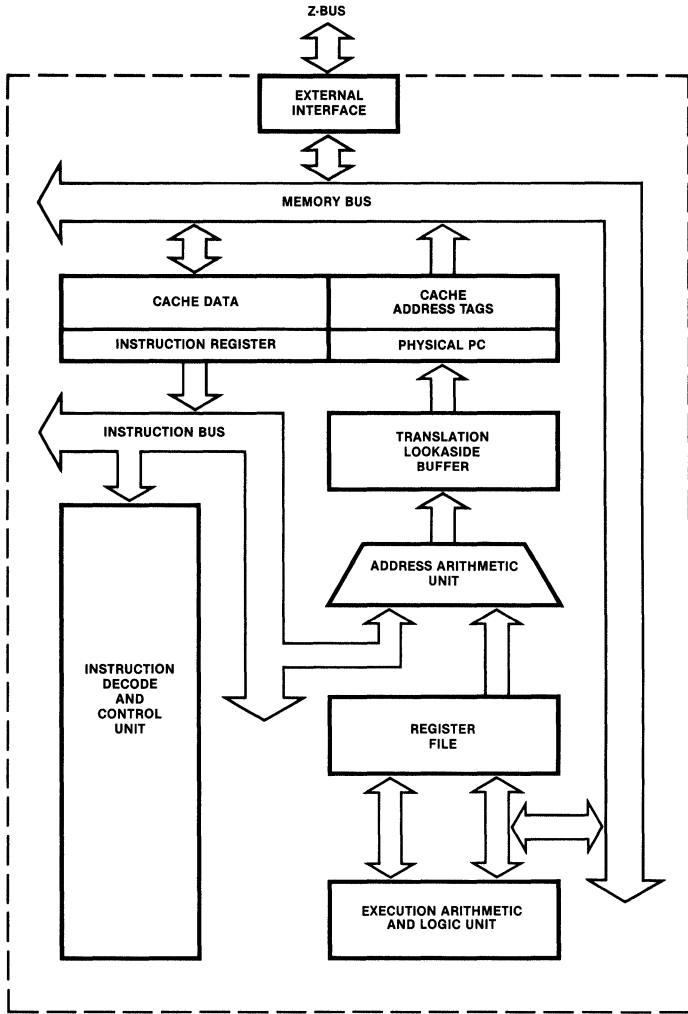 Z-BUS
EXTERNAL
INTERFACE
MEMORY BUS
CACHE DATA
CACHE
ADDRESS TAGS
INSTRUCTION REGISTER
PHYSICAL PC
INSTRUCTION BUS
TRANSLATION
LOOKASIDE
BUFFER
ADDRESS ARITHMETIC
UNIT
INSTRUCTION
DECODE
AND
CONTROL
UNIT
REGISTER
FILE
EXECUTION ARITHMETIC
AND LOGIC UNIT